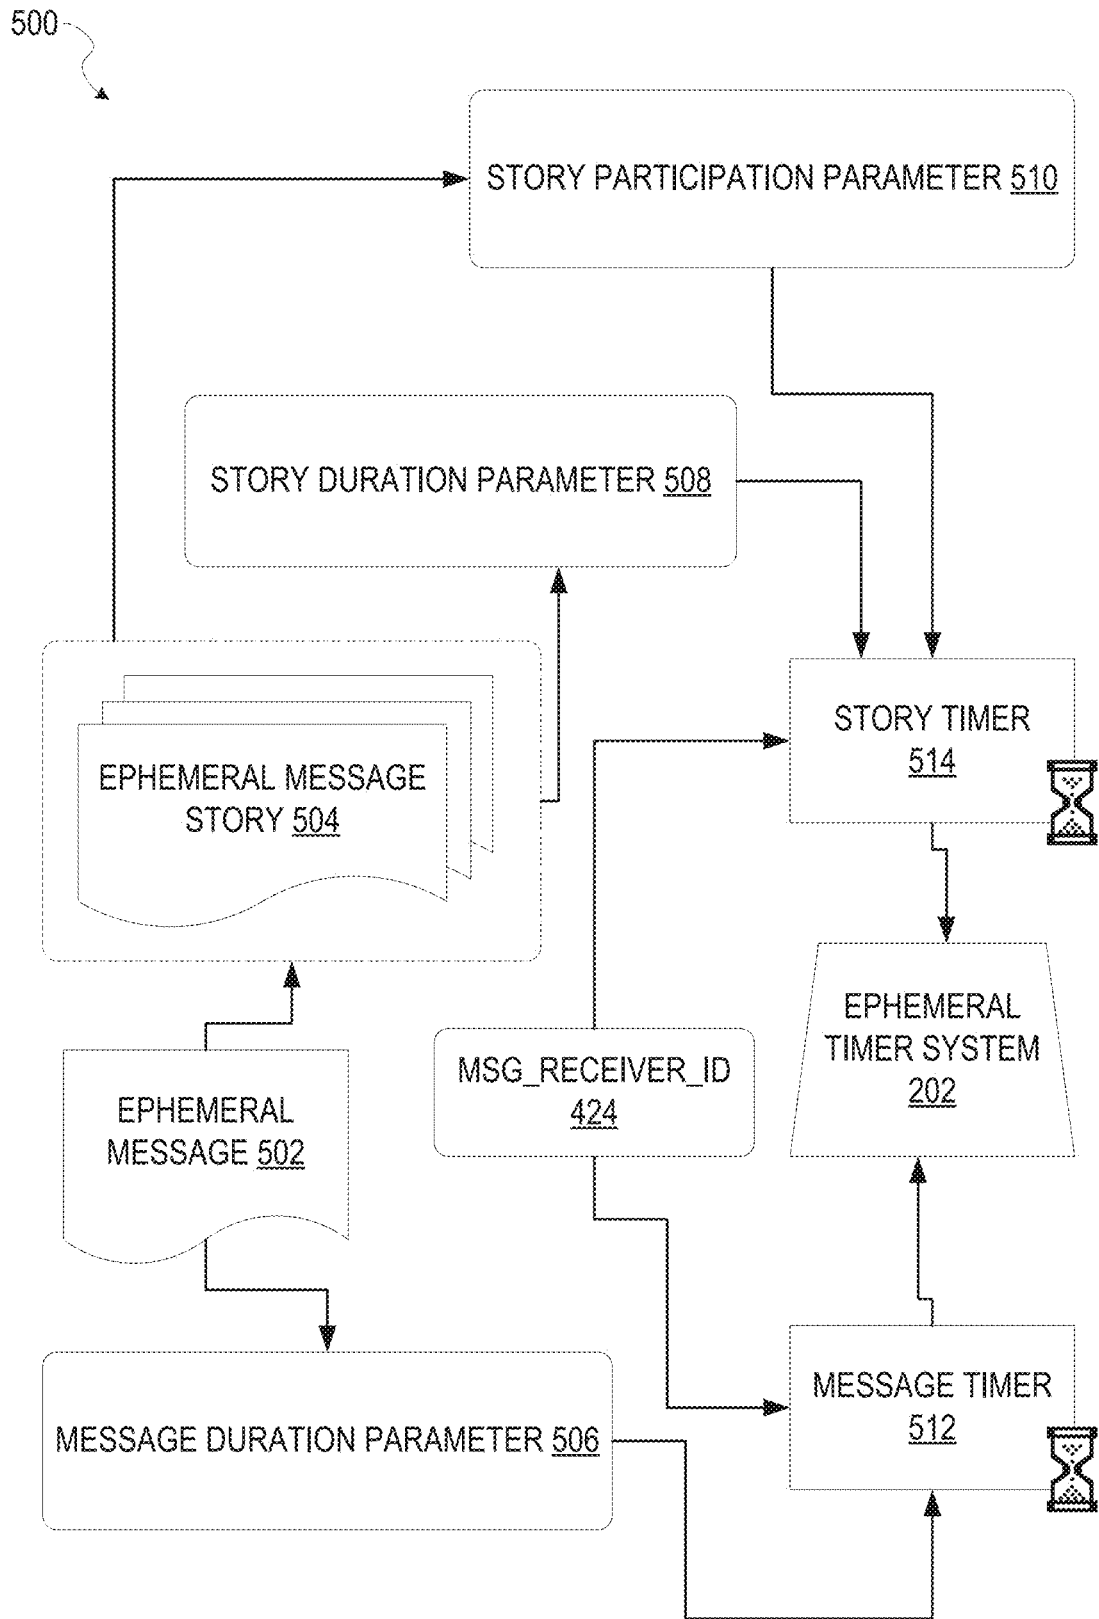 500
STORY PARTICIPATION PARAMETER 510
STORY DURATION PARAMETER 508
EPHEMERAL MESSAGE
STORY 504
STORY TIMER
514
EPHEMERAL
TIMER SYSTEM
202
MSG_RECEIVER_ID
424
EPHEMERAL
MESSAGE 502
MESSAGE TIMER
512
MESSAGE DURATION PARAMETER 506